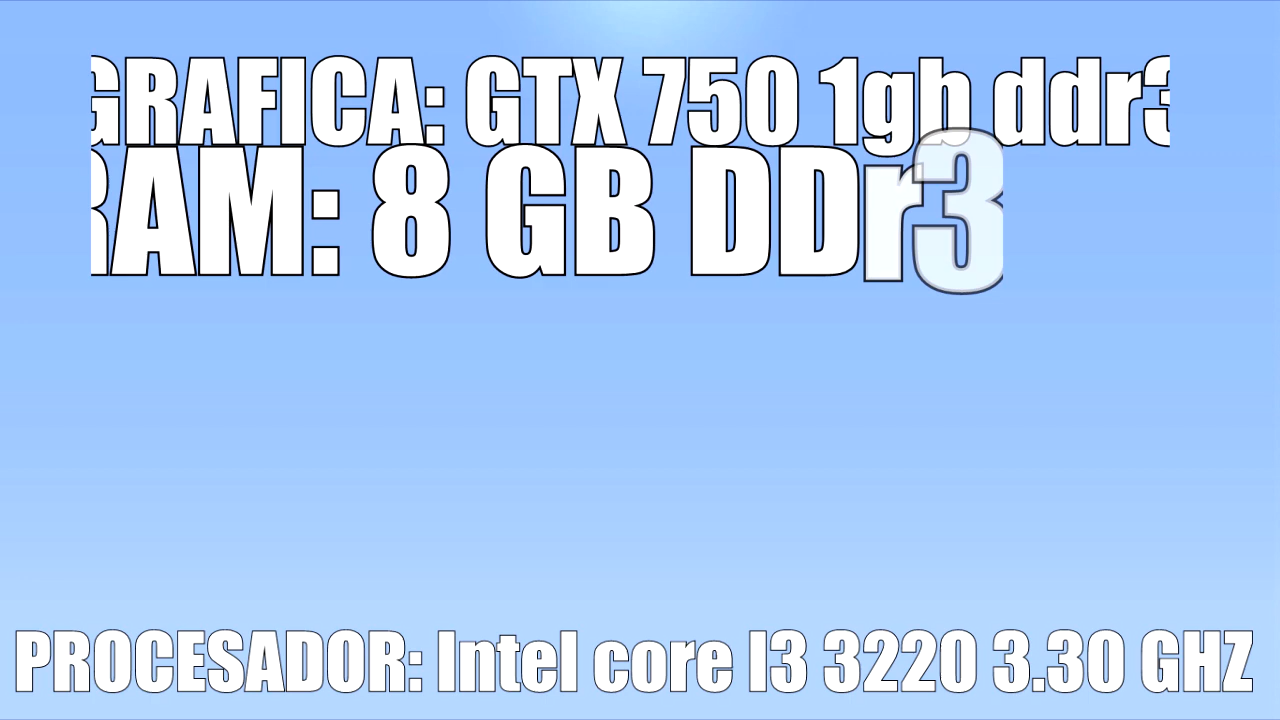 GRAFICA: GTX 750 1gb ddr3
RAM: 8 GB DDr3
PROCESADOR: Intel core I3 3220 3.30 GHZ